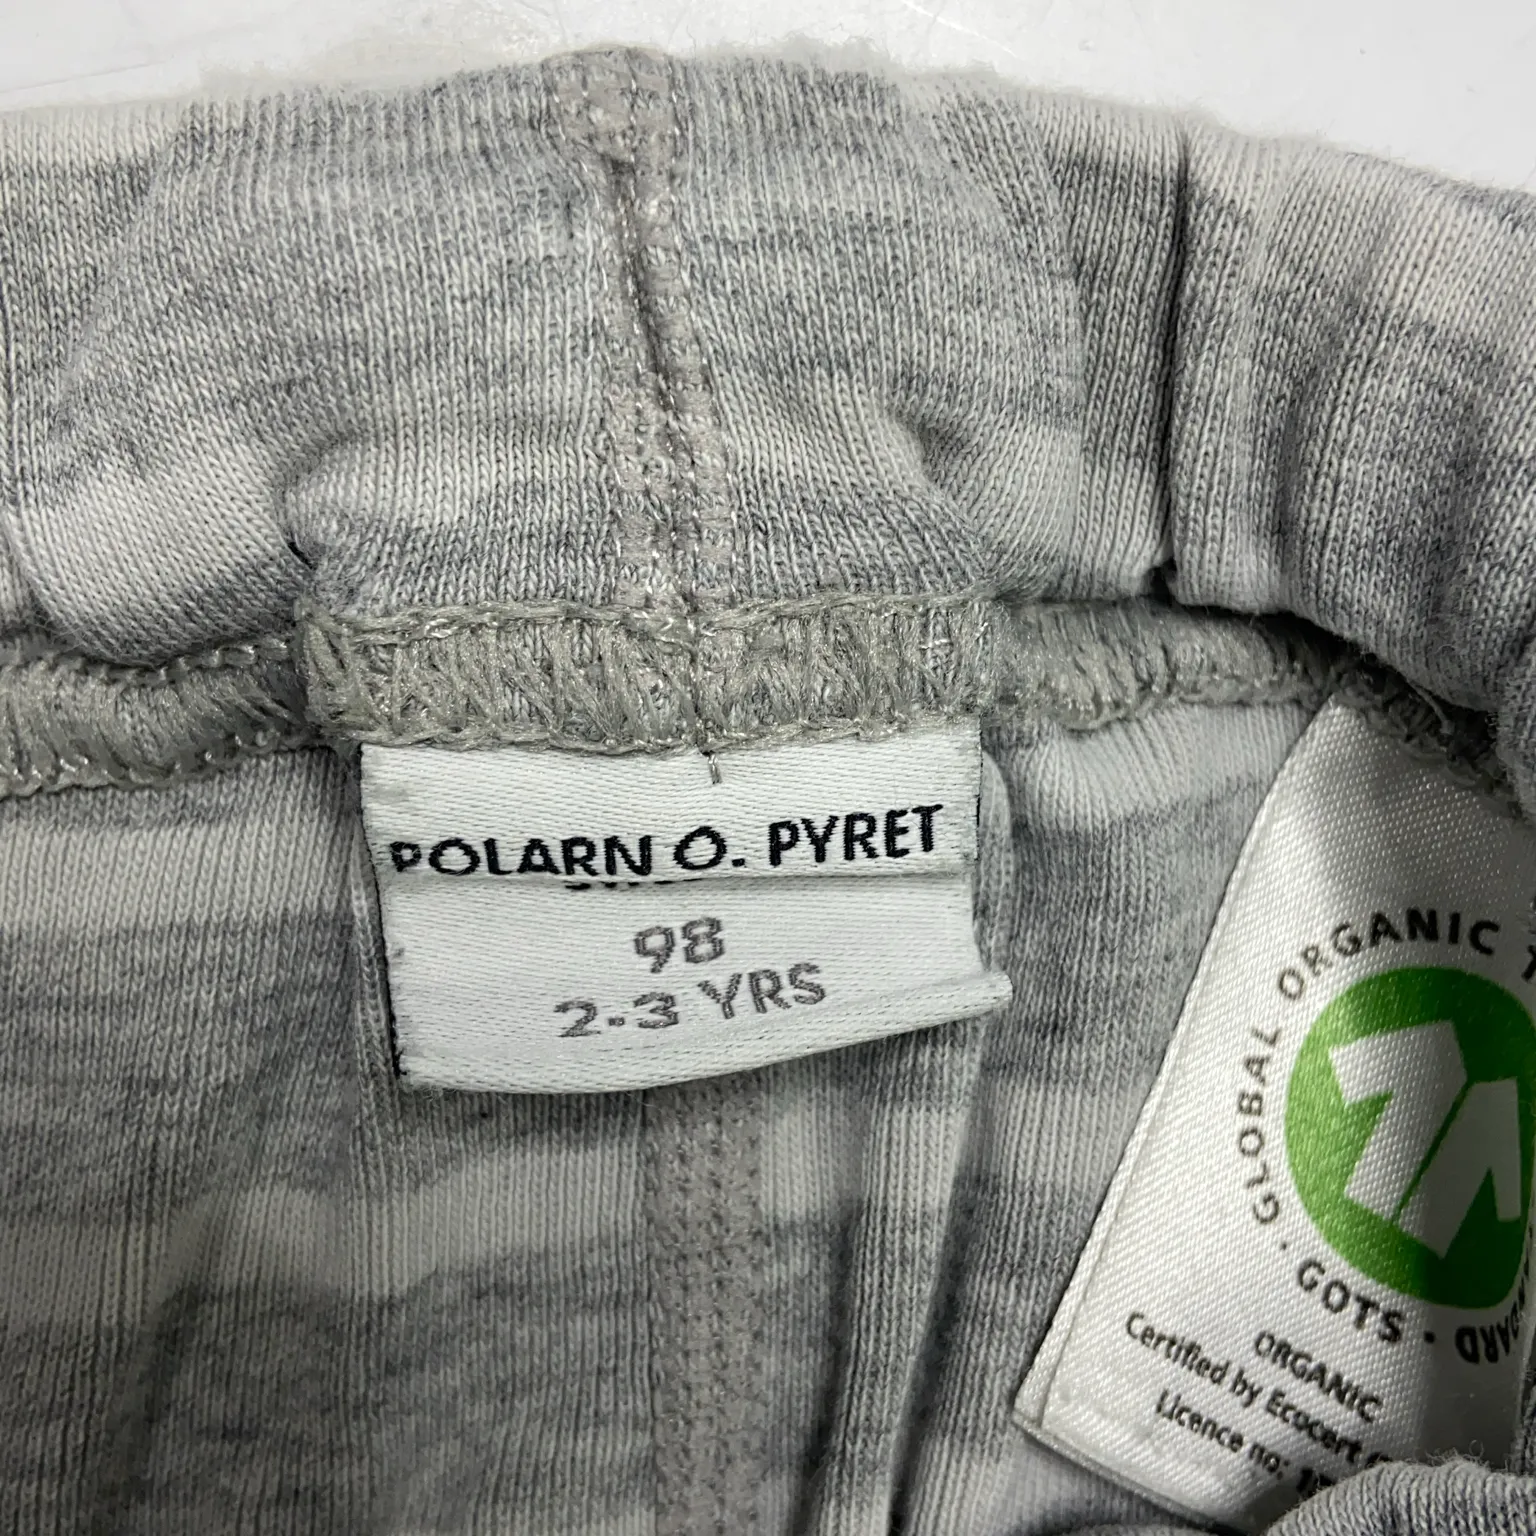 POLARN O. PYRET
98
2-3 YRS
GLOBAL ORGANIC
· GOTS ·
ORGANIC
Certified by Ecocert
Licence no: